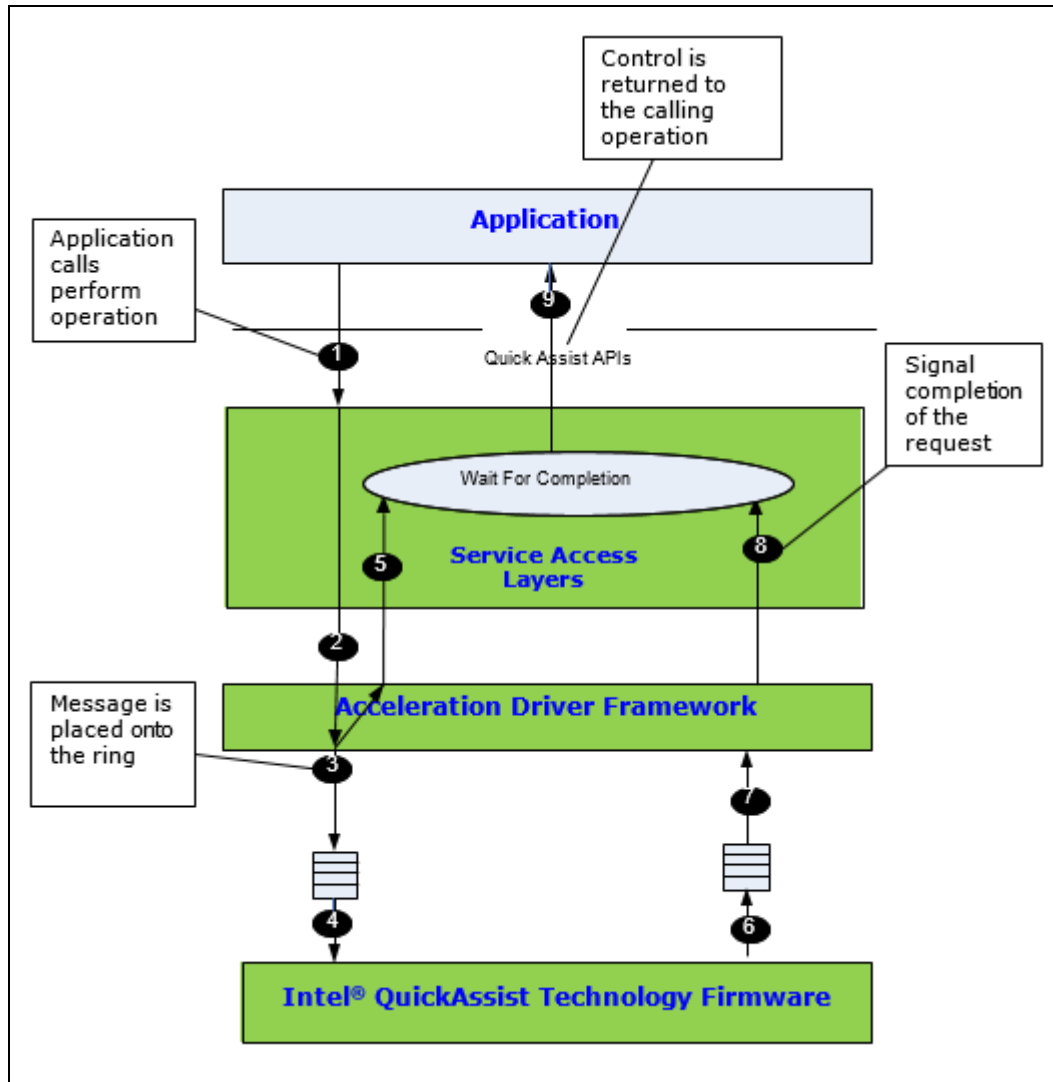 Control is
returned to
the calling
operation
Application
Application
calls
perform
operation
9
1
Quick Assist APIs
Signal
completion
of the
request
Wait For Completion
5
8
Service Access
Layers
2
Message is
placed onto
the ring
Acceleration Driver Framework
3
7
4
6
Intel® QuickAssist Technology Firmware